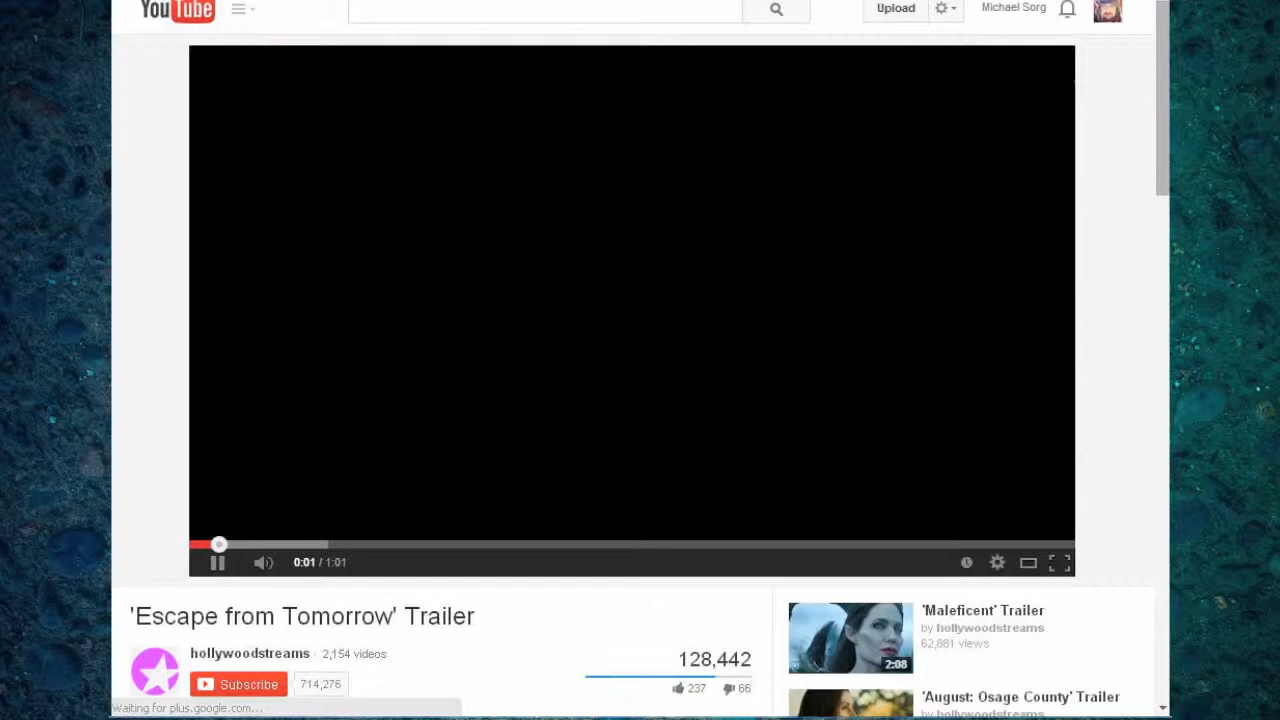 YouTube
Upload
Michael Sorg
0:01 / 1:01
'Escape from Tomorrow' Trailer
hollywoodstreams · 2,154 videos
Subscribe 714,276
128,442
237 66
'Maleficent' Trailer
by hollywoodstreams
62,881 views
2:08
'August: Osage County' Trailer
by hollywoodstreams
Waiting for plus.google.com...